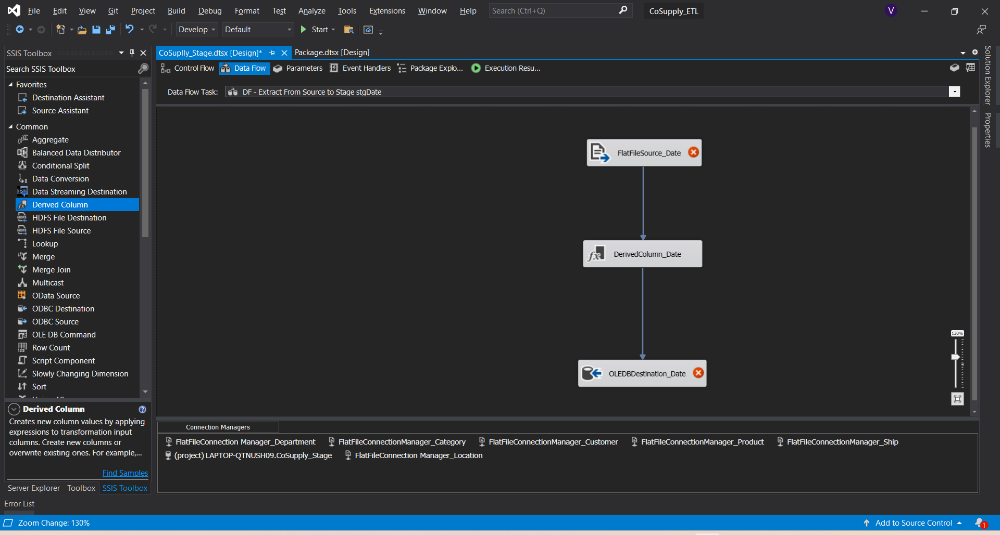 File Edit View Git Project Build Debug Format Test Analyze Tools Extensions Window Help Search (Ctrl+Q) CoSupply_ETL V
Develop Default Start
SSIS Toolbox
Search SSIS Toolbox
Favorites
Destination Assistant
Source Assistant
Common
Aggregate
Balanced Data Distributor
Conditional Split
Data Conversion
Data Streaming Destination
Derived Column
HDFS File Destination
HDFS File Source
Lookup
Merge
Merge Join
Multicast
OData Source
ODBC Destination
ODBC Source
OLE DB Command
Row Count
Script Component
Slowly Changing Dimension
Sort
Derived Column
Creates new column values by applying
expressions to transformation input
columns. Create new columns or
overwrite existing ones. For example,...
Find Samples
Server Explorer Toolbox SSIS Toolbox
Error List
CoSuplly_Stage.dtsx [Design]* Package.dtsx [Design]
Control Flow Data Flow Parameters Event Handlers Package Explo... Execution Resu...
Data Flow Task: DF - Extract From Source to Stage stgDate
FlatFileSource_Date
DerivedColumn_Date
OLEDBDestination_Date
130%
Connection Managers
FlatFileConnection Manager_Department FlatFileConnectionManager_Category FlatFileConnectionManager_Customer FlatFileConnectionManager_Product FlatFileConnectionManager_Ship
(project) LAPTOP-QTNUSH09.CoSupply_Stage FlatFileConnection Manager_Location
Solution Explorer
Properties
Zoom Change: 130% Add to Source Control 1